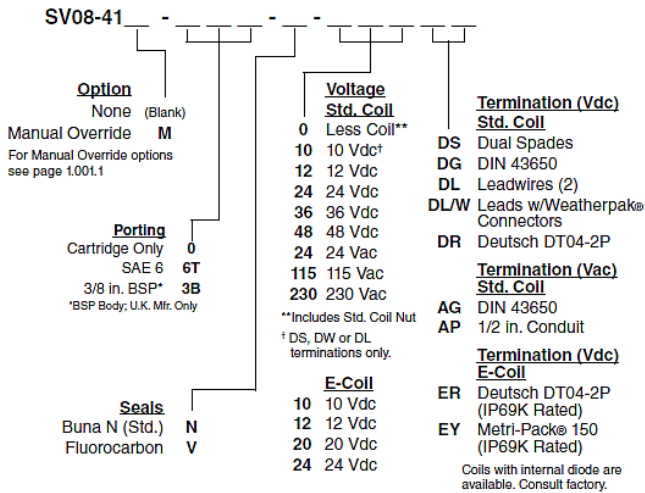 SV08-41__ - ___ - _ - ___ __
Option
None (Blank)
Manual Override M
For Manual Override options
see page 1.001.1
Porting
Cartridge Only 0
SAE 6 6T
3/8 in. BSP* 3B
*BSP Body; U.K. Mfr. Only
Seals
Buna N (Std.) N
Fluorocarbon V
Voltage
Std. Coil
0 Less Coil**
10 10 Vdc†
12 12 Vdc
24 24 Vdc
36 36 Vdc
48 48 Vdc
24 24 Vac
115 115 Vac
230 230 Vac
**Includes Std. Coil Nut
† DS, DW or DL
terminations only.
E-Coil
10 10 Vdc
12 12 Vdc
20 20 Vdc
24 24 Vdc
Termination (Vdc)
Std. Coil
DS Dual Spades
DG DIN 43650
DL Leadwires (2)
DL/W Leads w/Weatherpak®
Connectors
DR Deutsch DT04-2P
Termination (Vac)
Std. Coil
AG DIN 43650
AP 1/2 in. Conduit
Termination (Vdc)
E-Coil
ER Deutsch DT04-2P
(IP69K Rated)
EY Metri-Pack® 150
(IP69K Rated)
Coils with internal diode are
available. Consult factory.